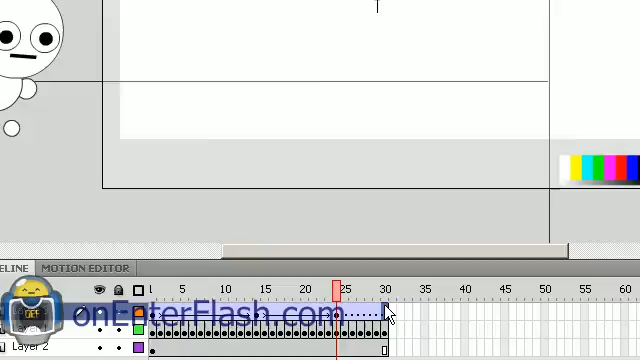 ELINE MOTION EDITOR
5 10 15 20 25 30 35 40 45 50 55 60
OFF
onEnterFlash.com
Layer 2